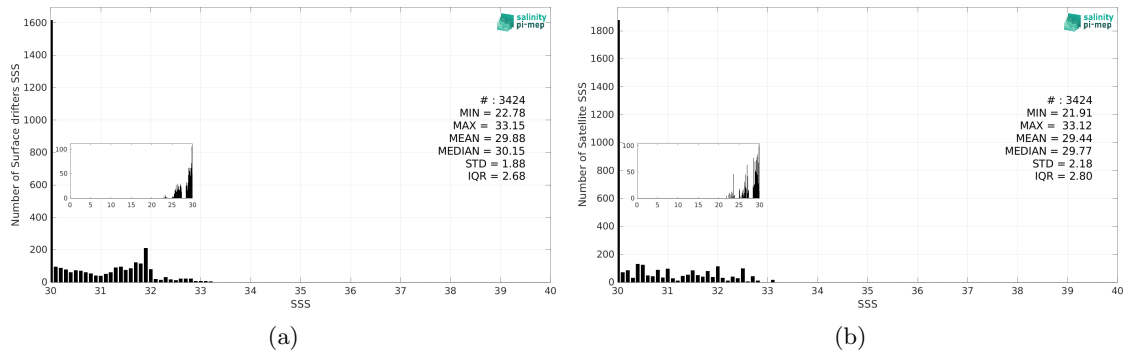 1600
1400
1200
1000
800
600
400
200
0
Number of Surface drifters SSS
salinity
pi-mep
# : 3424
MIN = 22.78
MAX = 33.15
MEAN = 29.88
MEDIAN = 30.15
STD = 1.88
IQR = 2.68
100
50
0
0 5 10 15 20 25 30
30 31 32 33 34 35 36 37 38 39 40
SSS
(a)
1800
1600
1400
1200
1000
800
600
400
200
0
Number of Satellite SSS
salinity
pi-mep
# : 3424
MIN = 21.91
MAX = 33.12
MEAN = 29.44
MEDIAN = 29.77
STD = 2.18
IQR = 2.80
100
50
0
0 5 10 15 20 25 30
30 31 32 33 34 35 36 37 38 39 40
SSS
(b)